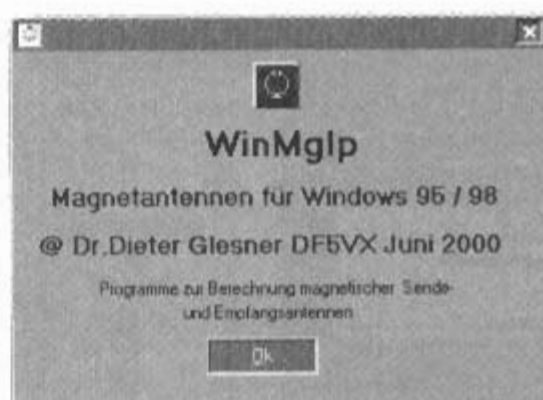 WinMglp
Magnetantennen für Windows 95 / 98
@ Dr.Dieter Glesner DF5VX Juni 2000
Programme zur Berechnung magnetischer Sende-
und Empfangsantennen
Ok